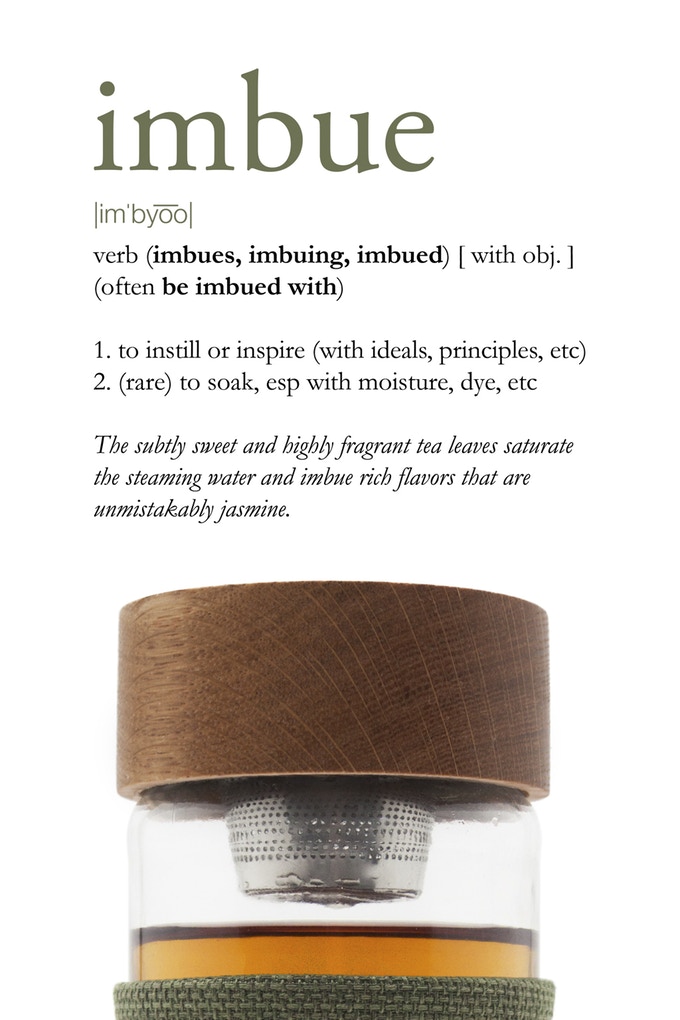 imbue
|imˈbyo͞o|
verb (imbues, imbuing, imbued) [ with obj. ]
(often be imbued with)
1. to instill or inspire (with ideals, principles, etc)
2. (rare) to soak, esp with moisture, dye, etc
The subtly sweet and highly fragrant tea leaves saturate
the steaming water and imbue rich flavors that are
unmistakably jasmine.